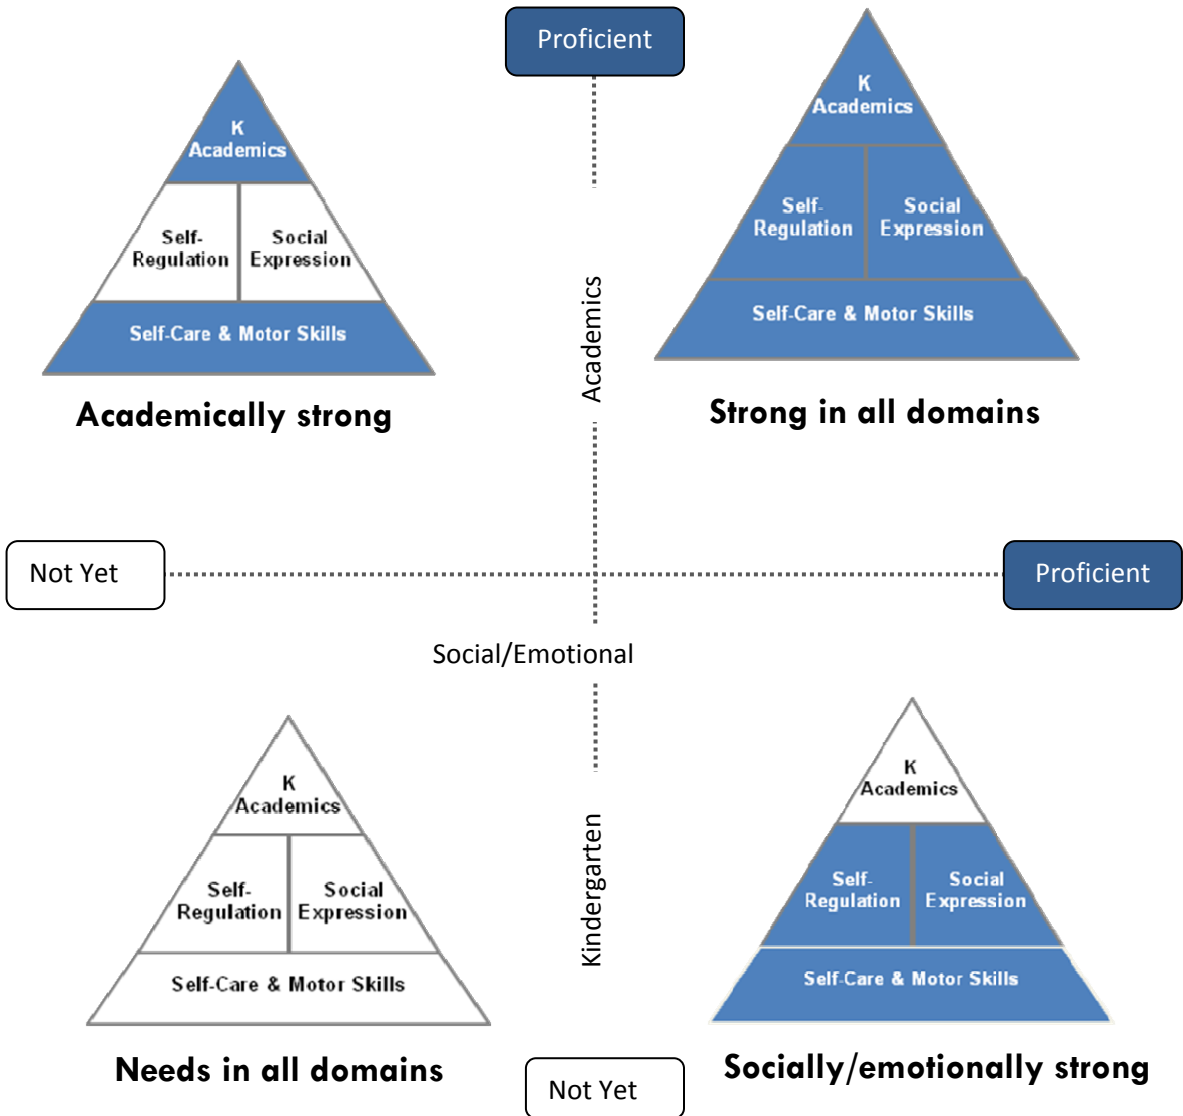 Proficient
K
Academics
Self-
Regulation
Social
Expression
Self-Care & Motor Skills
Academically strong
K
Academics
Self-
Regulation
Social
Expression
Self-Care & Motor Skills
Strong in all domains
Academics
Not Yet
Proficient
Social/Emotional
K
Academics
Self-
Regulation
Social
Expression
Self-Care & Motor Skills
Needs in all domains
Kindergarten
K
Academics
Self-
Regulation
Social
Expression
Self-Care & Motor Skills
Socially/emotionally strong
Not Yet